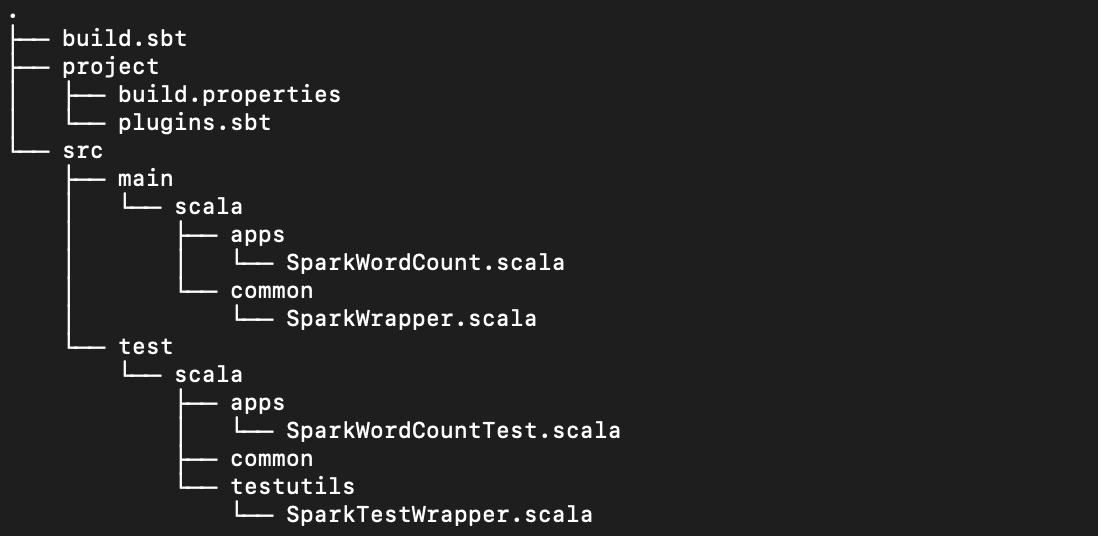 .
├── build.sbt
├── project
│   ├── build.properties
│   └── plugins.sbt
└── src
    ├── main
    │   └── scala
    │       ├── apps
    │       │   └── SparkWordCount.scala
    │       └── common
    │           └── SparkWrapper.scala
    └── test
        └── scala
            ├── apps
            │   └── SparkWordCountTest.scala
            ├── common
            └── testutils
                └── SparkTestWrapper.scala